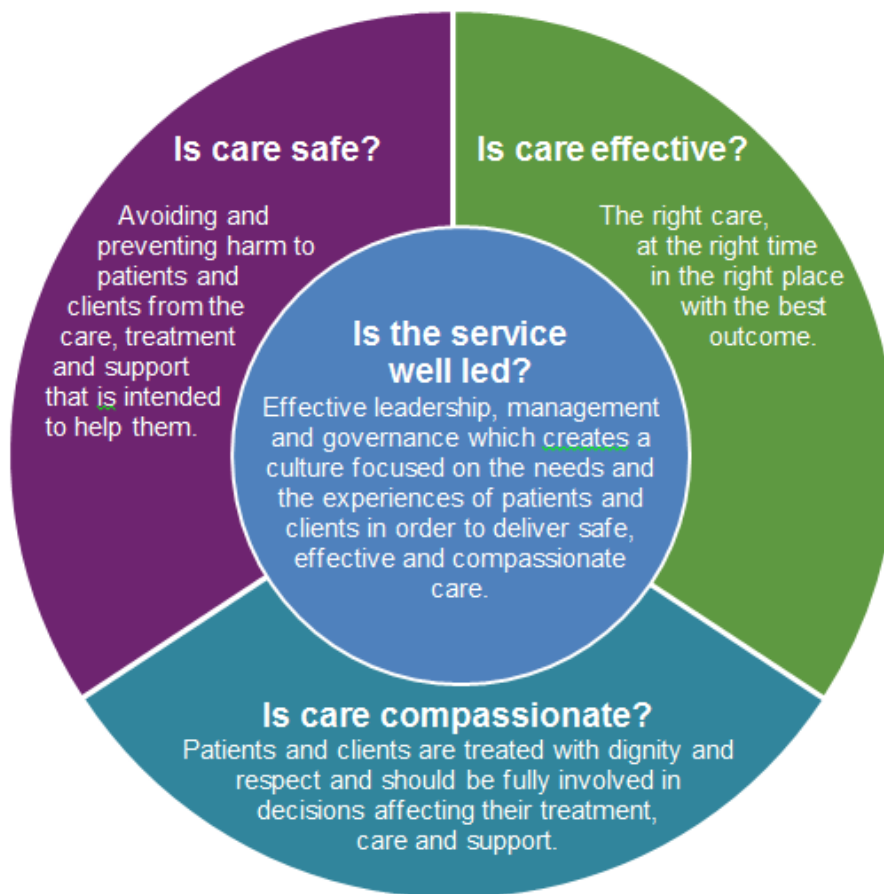 Is care safe?
Avoiding and
preventing harm to
patients and
clients from the
care, treatment
and support
that is intended
to help them.
Is care effective?
The right care,
at the right time
in the right place
with the best
outcome.
Is the service
well led?
Effective leadership, management
and governance which creates a
culture focused on the needs and
the experiences of patients and
clients in order to deliver safe,
effective and compassionate
care.
Is care compassionate?
Patients and clients are treated with dignity and
respect and should be fully involved in
decisions affecting their treatment,
care and support.